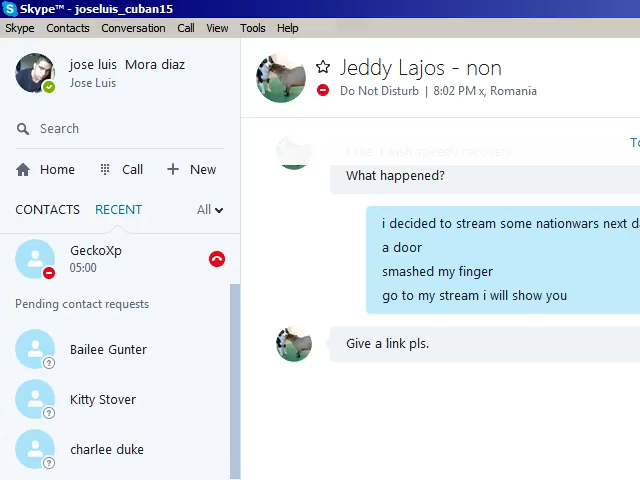 Skype™ - joseluis_cuban15
Skype Contacts Conversation Call View Tools Help
jose luis Mora diaz
Jose Luis
Search
Home Call New
CONTACTS RECENT All
GeckoXp
05:00
Pending contact requests
Bailee Gunter
Kitty Stover
charlee duke
Jeddy Lajos - non
Do Not Disturb | 8:02 PM x, Romania
What happened?
i decided to stream some nationwars next
a door
smashed my finger
go to my stream i will show you
Give a link pls.